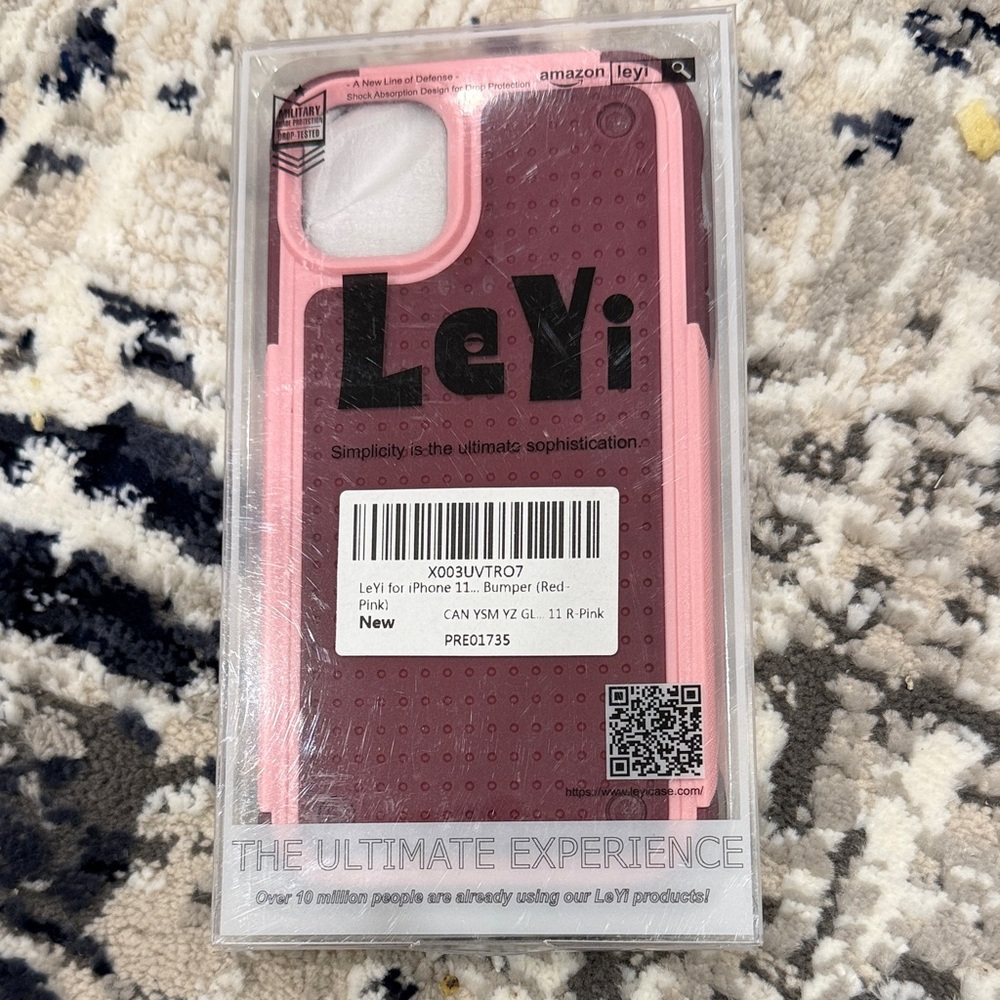 - A New Line of Defense -
Shock Absorption Design for Drop Protection
amazon leyi
MILITARY
GRADE PROTECTION
DROP-TESTED
LeYi
Simplicity is the ultimate sophistication.
X003UVTRO7
LeYi for iPhone 11... Bumper (Red-
Pink)
New
CAN YSM YZ GL... 11 R-Pink
PRE01735
https://www.leyicase.com/
THE ULTIMATE EXPERIENCE
Over 10 million people are already using our LeYi products!